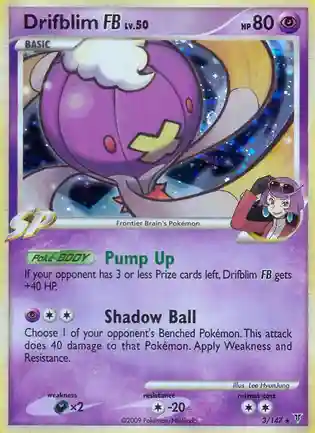 Drifblim FB LV.50
HP 80
BASIC
Frontier Brain's Pokémon
SP
Poké-BODY Pump Up
If your opponent has 3 or less Prize cards left, Drifblim FB gets
+40 HP.
Shadow Ball
Choose 1 of your opponent's Benched Pokémon. This attack
does 40 damage to that Pokémon. Apply Weakness and
Resistance.
Illus. Lee HyunJung
weakness
resistance
retreat cost
×2
-20
©2009 Pokémon/Nintendo
3/147 ★